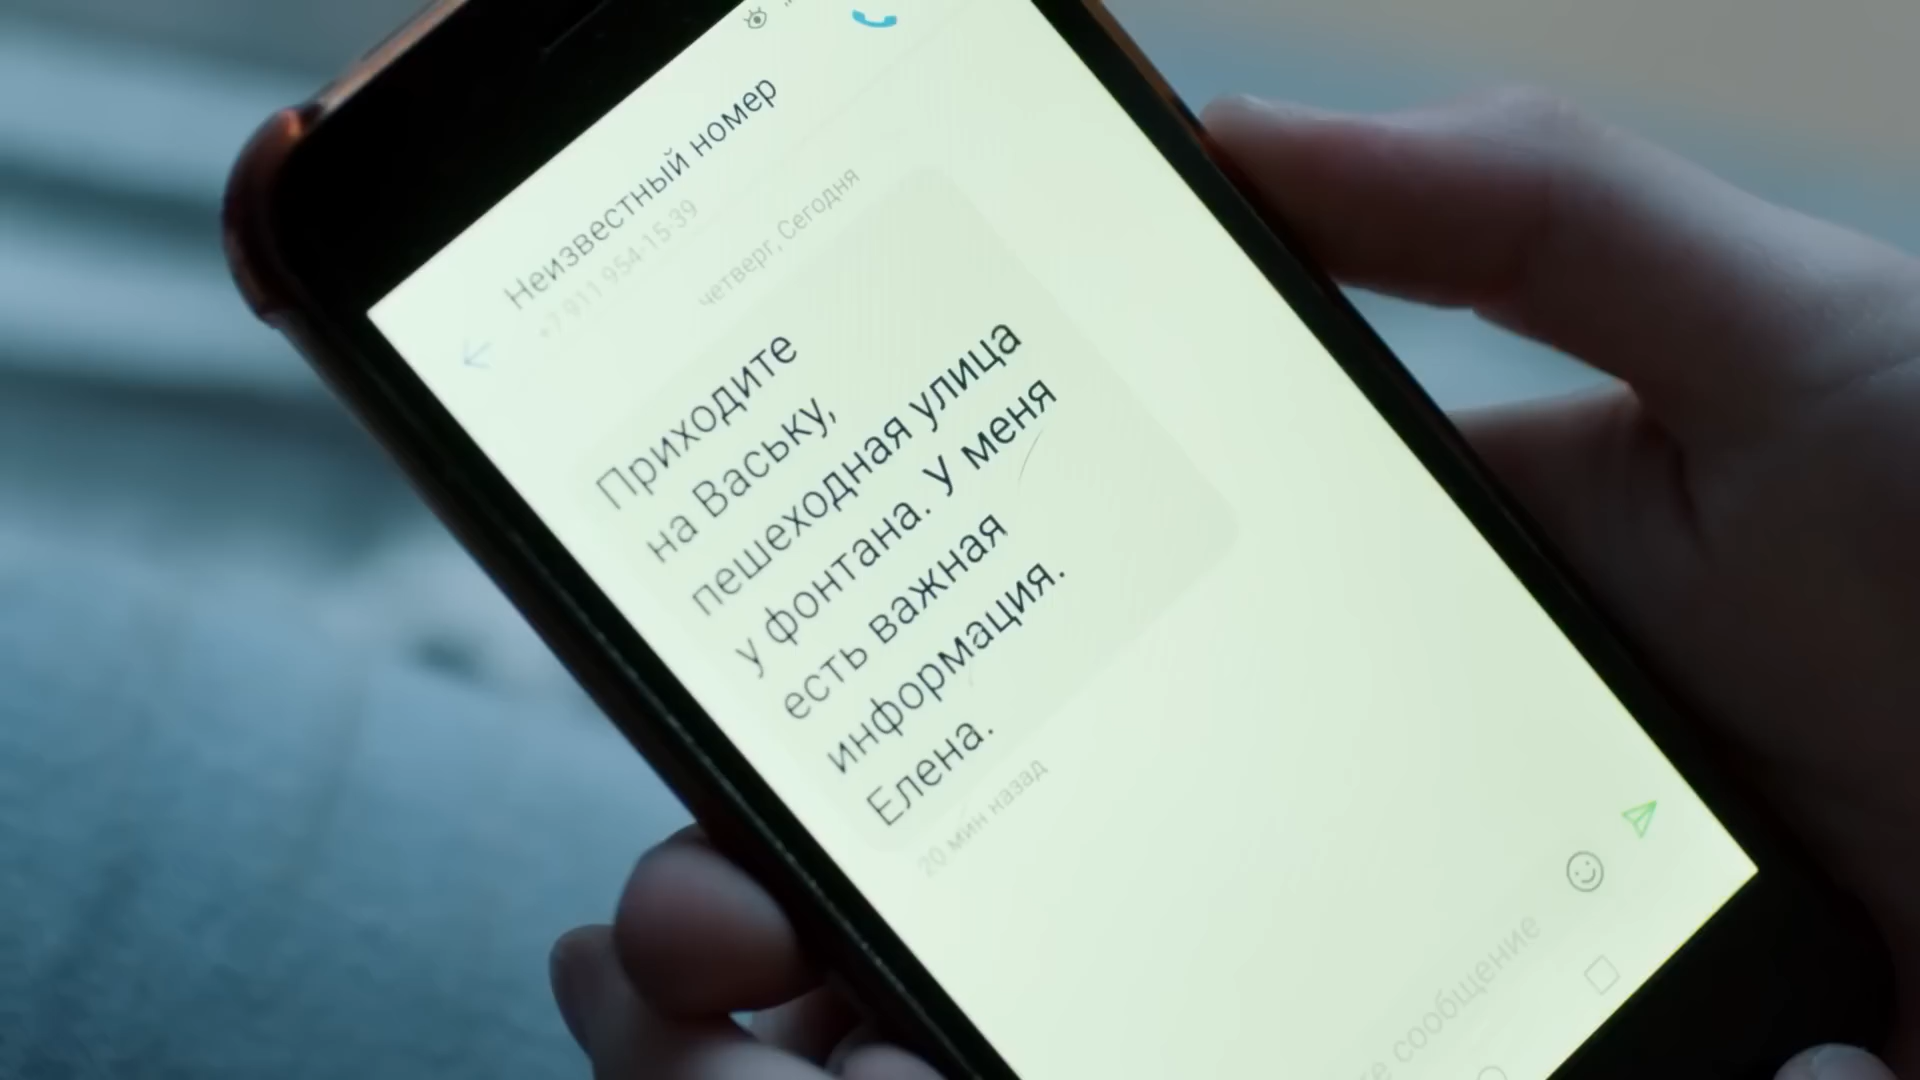 Неизвестный номер
+7 911 954-15-39
четверг, Сегодня
Приходите
на Ваську,
пешеходная улица
у фонтана. У меня
есть важная
информация.
Елена.
20 мин назад
сообщение